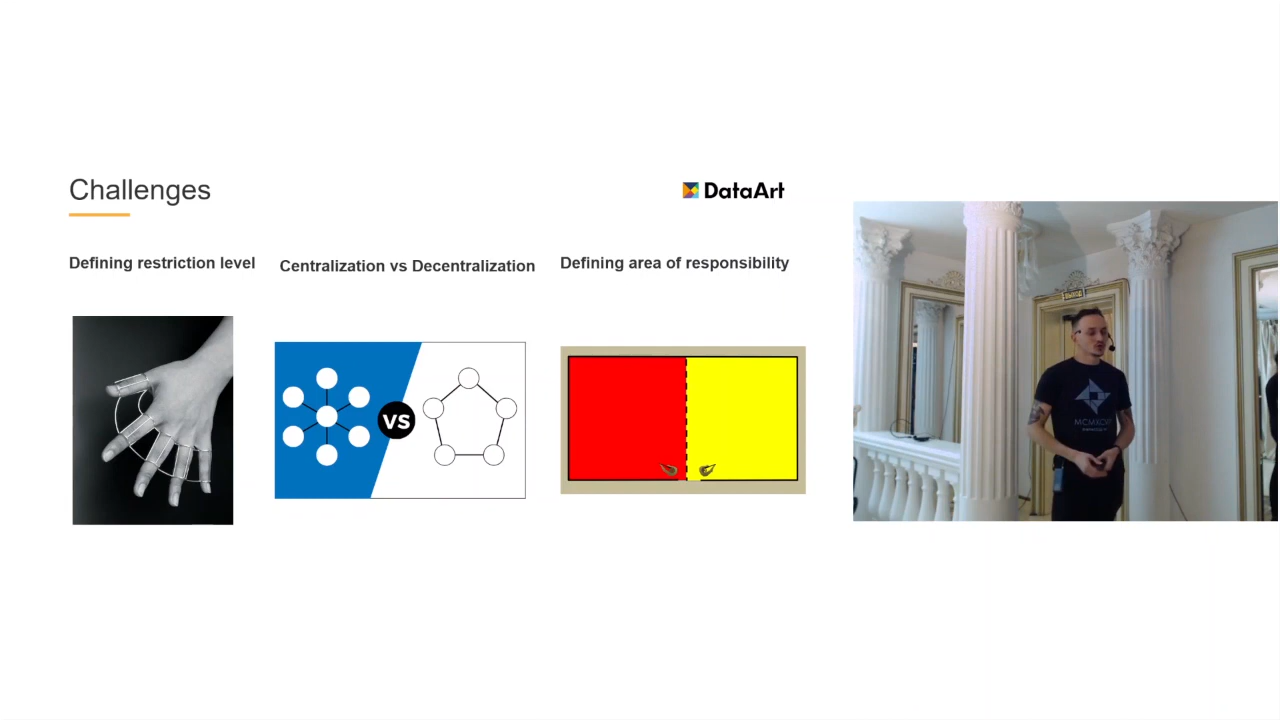 Challenges
DataArt
Defining restriction level
Centralization vs Decentralization
Defining area of responsibility
VS